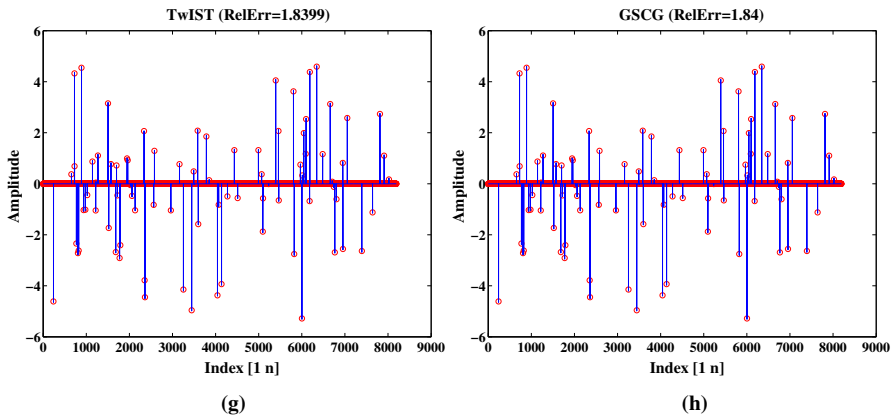 TwIST (RelErr=1.8399)
6
4
2
0
−2
−4
−6
Amplitude
0 1000 2000 3000 4000 5000 6000 7000 8000 9000
Index [1 n]
(g)
GSCG (RelErr=1.84)
6
4
2
0
−2
−4
−6
Amplitude
0 1000 2000 3000 4000 5000 6000 7000 8000 9000
Index [1 n]
(h)